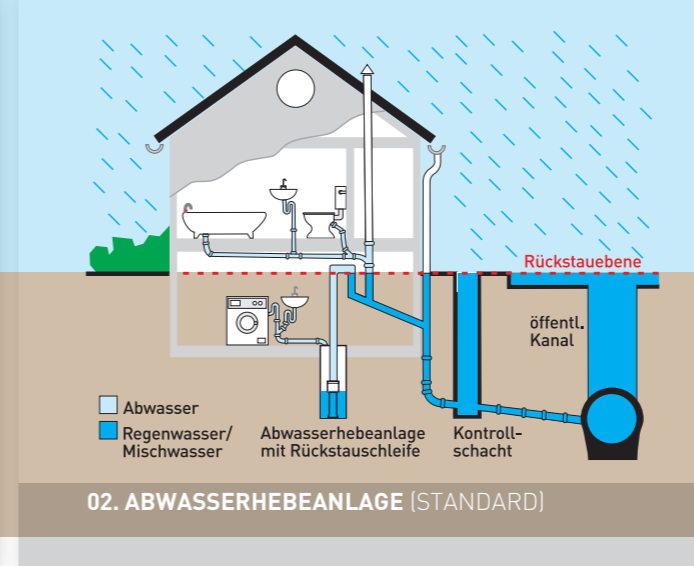 Rückstauebene
öffentl.
Kanal
Abwasser
Regenwasser/
Mischwasser
Abwasserhebeanlage
mit Rückstauschleife
Kontroll-
schacht
02. ABWASSERHEBEANLAGE (STANDARD)